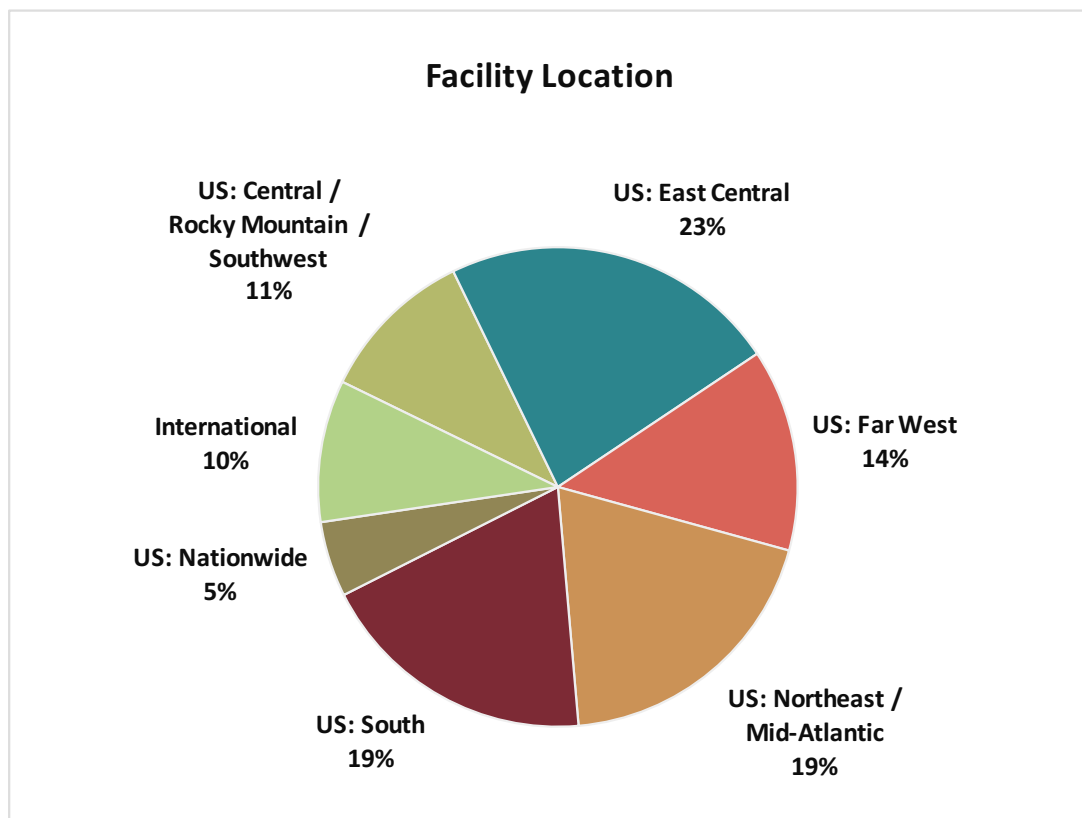 Facility Location
US: Central /
Rocky Mountain /
Southwest
11%
US: East Central
23%
US: Far West
14%
International
10%
US: Nationwide
5%
US: South
19%
US: Northeast /
Mid-Atlantic
19%